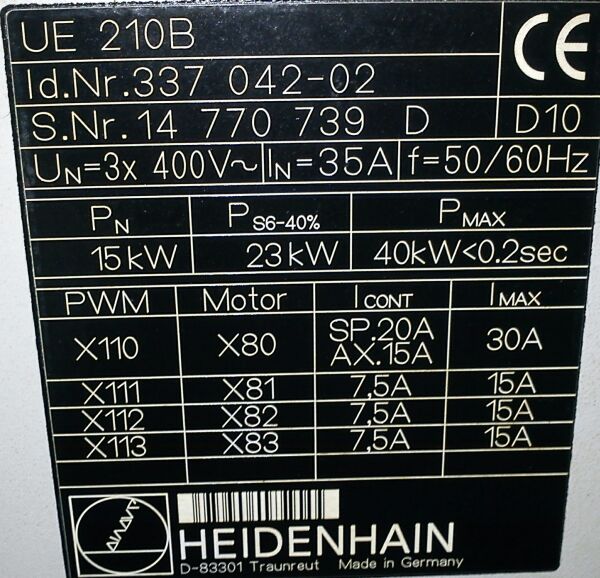 UE 210B
CE
Id.Nr.337 042-02
S.Nr. 14 770 739 D D10
UN=3x 400V~ IN=35A f=50/60Hz
PN PS6-40% PMAX
15kW 23kW 40kW<0.2sec
PWM Motor ICONT IMAX
X110 X80 SP.20A AX.15A 30A
X111 X81 7,5A 15A
X112 X82 7,5A 15A
X113 X83 7,5A 15A
HEIDENHAIN
D-83301 Traunreut Made in Germany